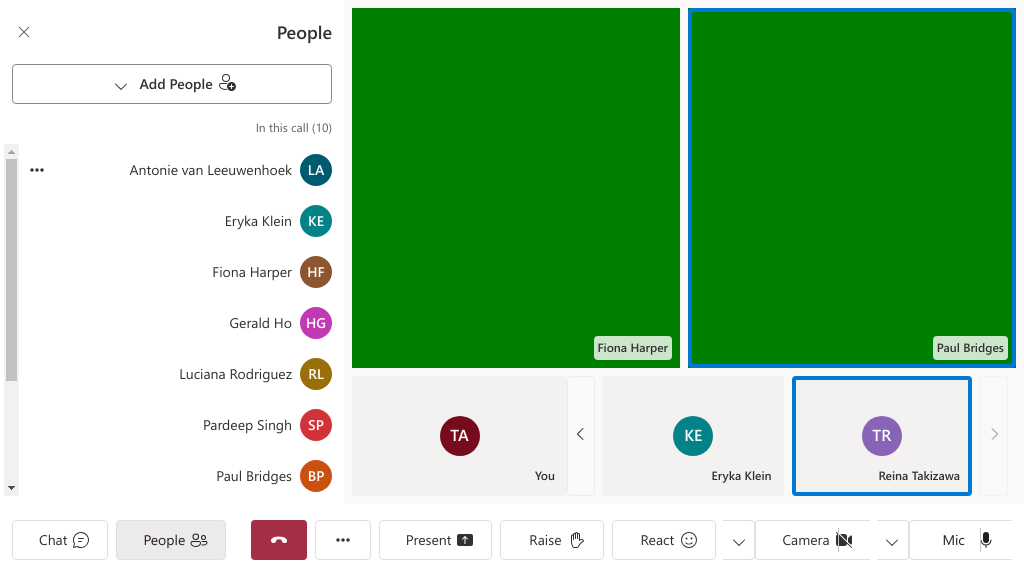 People
Add People
In this call (10)
Antonie van Leeuwenhoek LA
Eryka Klein KE
Fiona Harper HF
Gerald Ho HG
Luciana Rodriguez RL
Pardeep Singh SP
Paul Bridges BP
Fiona Harper
Paul Bridges
TA
You
KE
Eryka Klein
TR
Reina Takizawa
Chat
People
Present
Raise
React
Camera
Mic